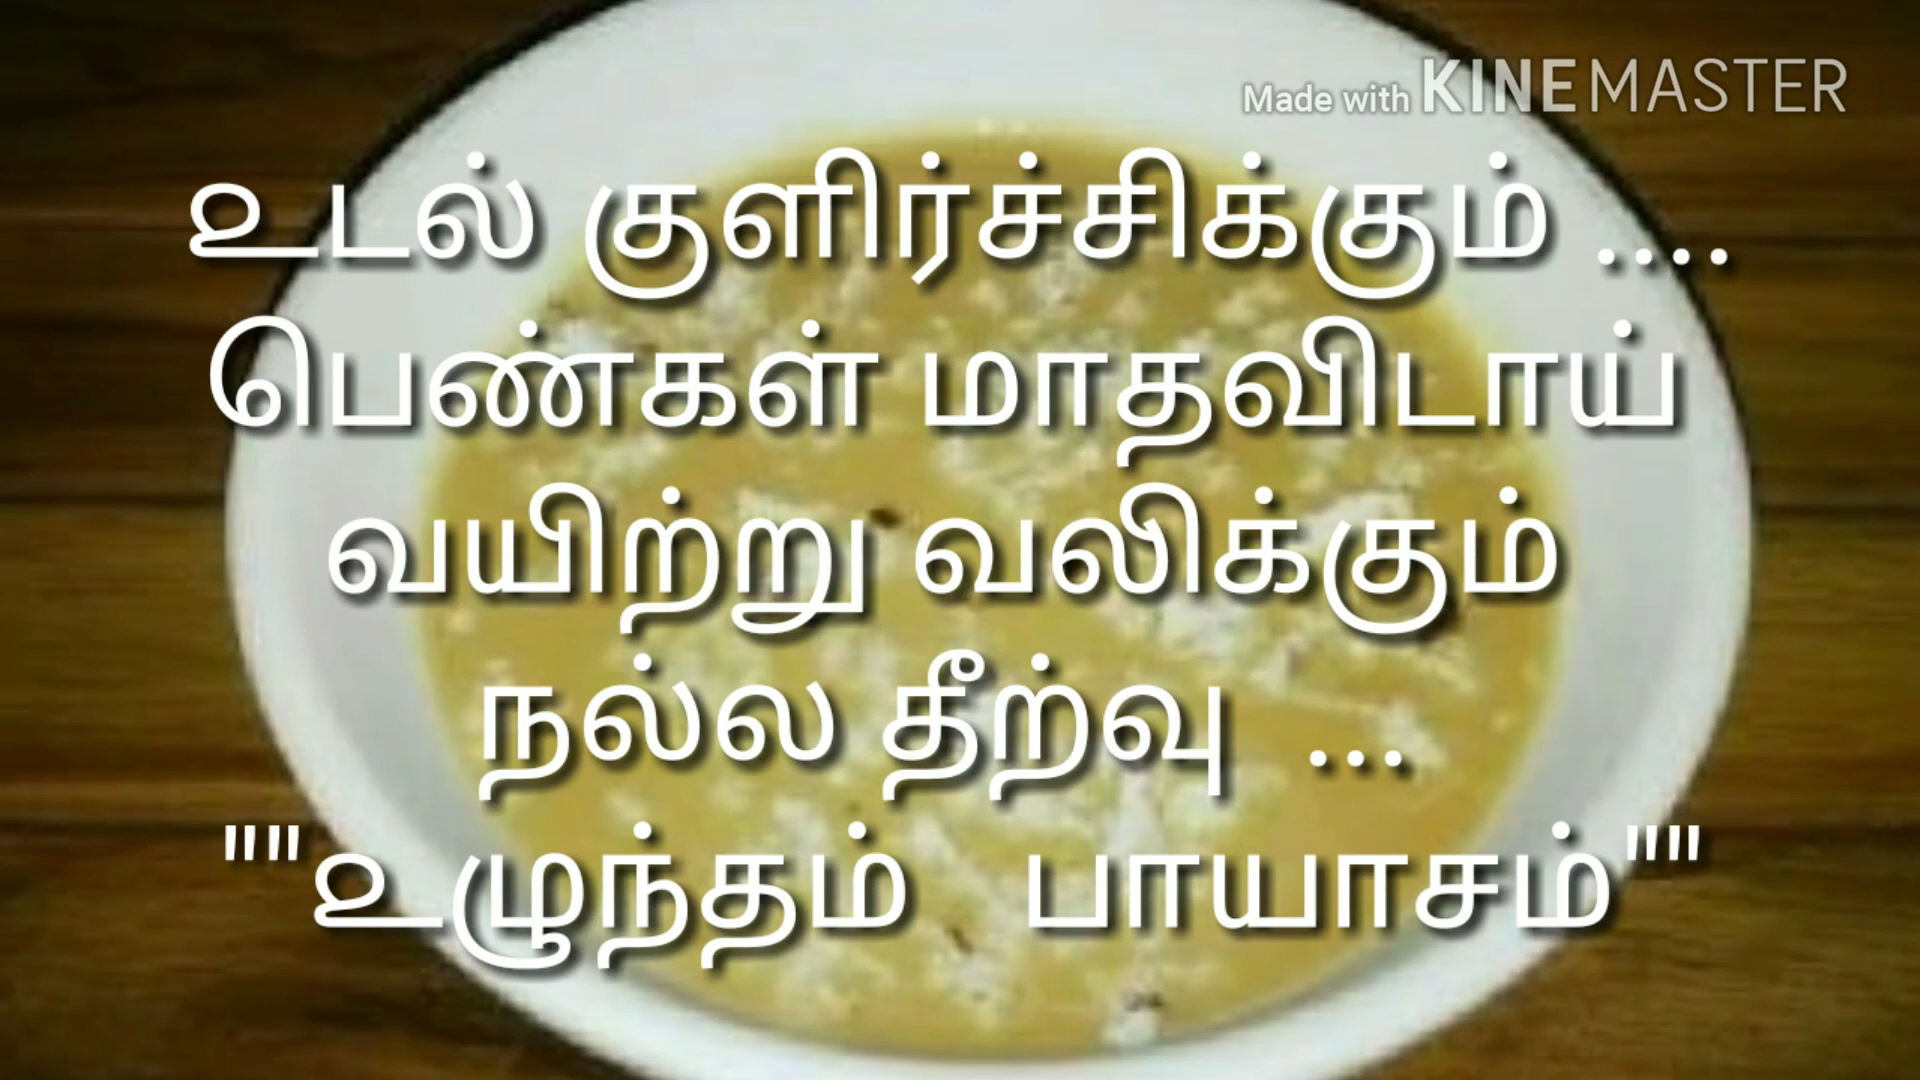 Made with KINEMASTER
உடல் குளிர்ச்சிக்கும் ....
பெண்கள் மாதவிடாய்
வயிற்று வலிக்கும்
நல்ல தீற்வு ...
""உழுந்தம் பாயாசம்""